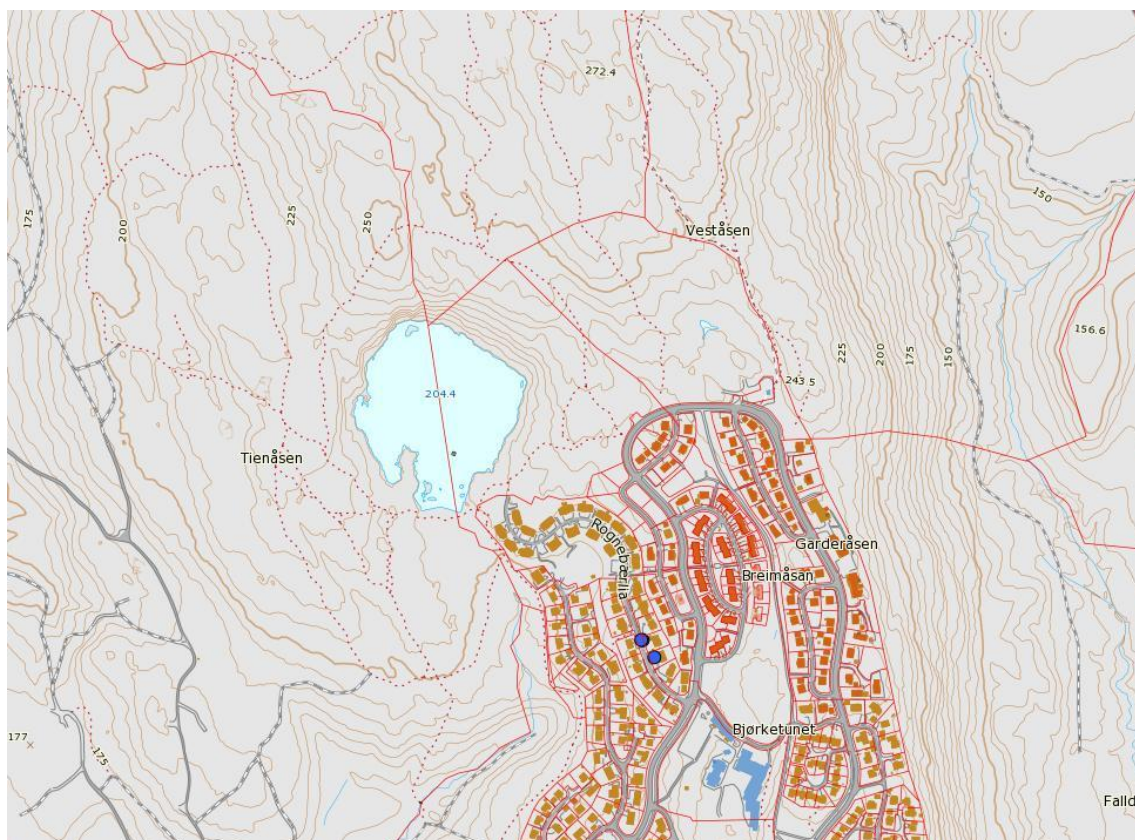 272.4
175
200
225
250
150
Veståsen
225
200
175
150
156.6
243.5
204.4
Tienåsen
Rognebærlia
Garderåsen
Breimåsan
Bjørketunet
177
175
Falld